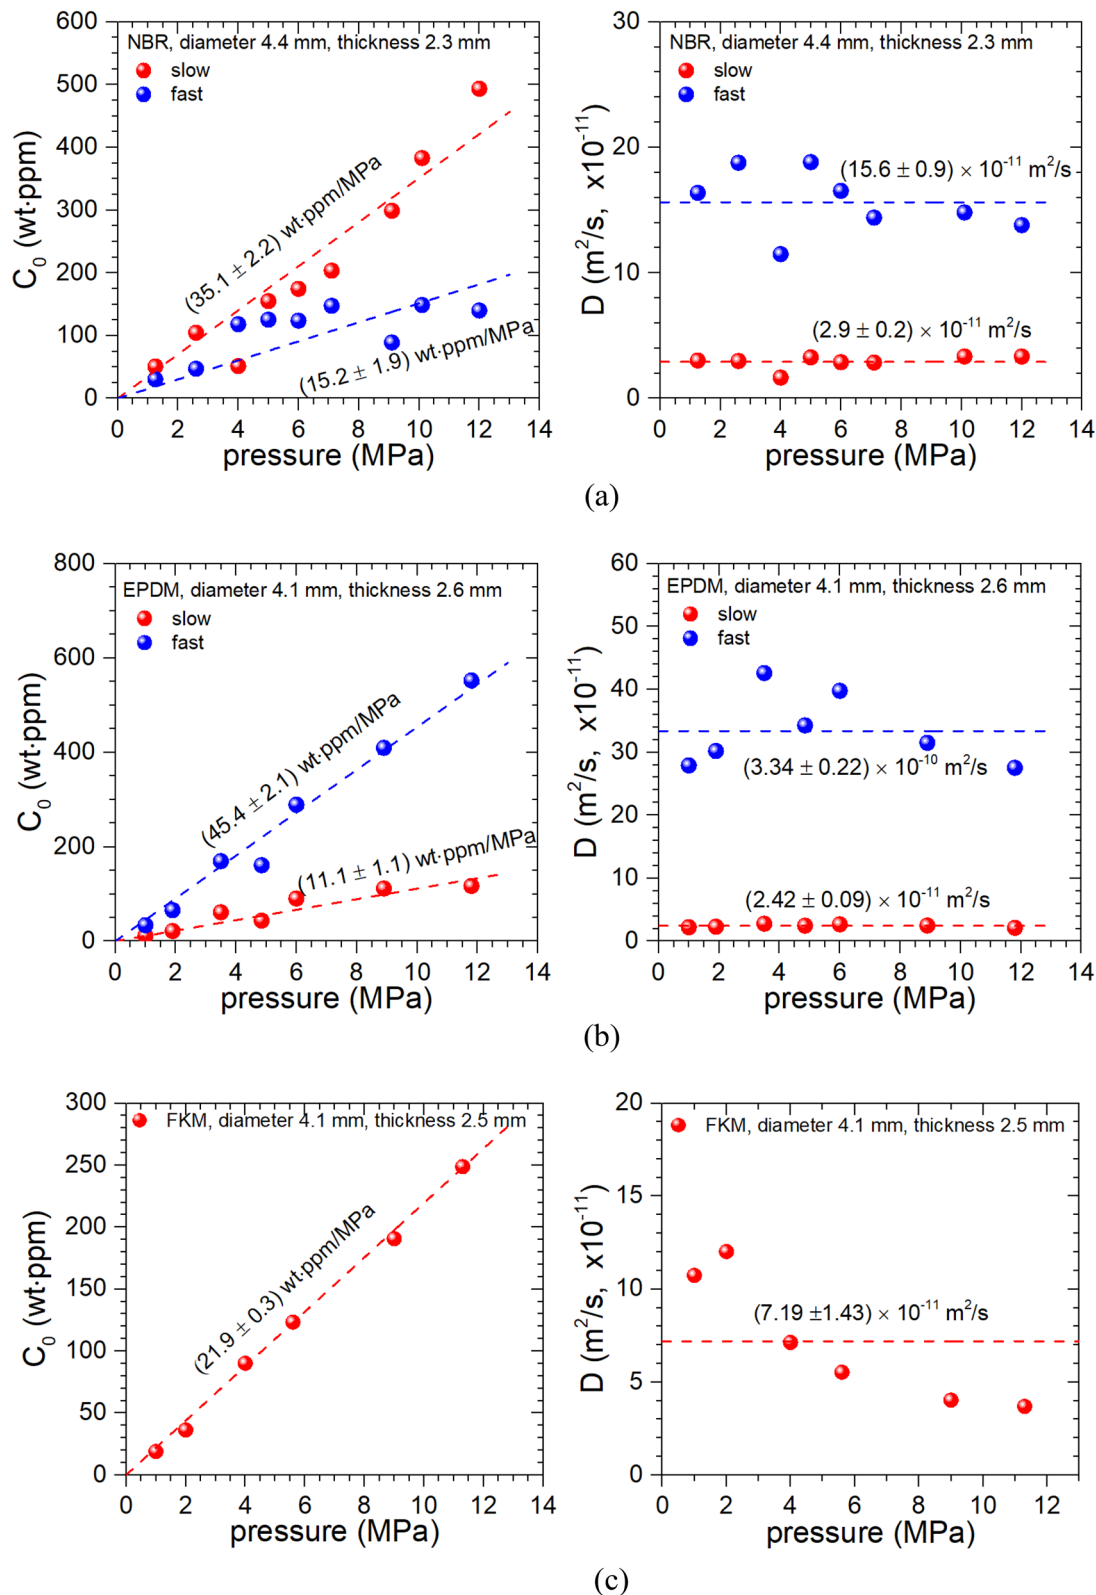 600
500
400
300
200
100
0
C₀ (wt·ppm)
NBR, diameter 4.4 mm, thickness 2.3 mm
slow
fast
(35.1 ± 2.2) wt·ppm/MPa
(15.2 ± 1.9) wt·ppm/MPa
0 2 4 6 8 10 12 14
pressure (MPa)
30
20
10
0
D (m²/s, x10⁻¹¹)
NBR, diameter 4.4 mm, thickness 2.3 mm
slow
fast
(15.6 ± 0.9) × 10⁻¹¹ m²/s
(2.9 ± 0.2) × 10⁻¹¹ m²/s
0 2 4 6 8 10 12 14
pressure (MPa)
(a)
800
600
400
200
0
C₀ (wt·ppm)
EPDM, diameter 4.1 mm, thickness 2.6 mm
slow
fast
(45.4 ± 2.1) wt·ppm/MPa
(11.1 ± 1.1) wt·ppm/MPa
0 2 4 6 8 10 12 14
pressure (MPa)
60
50
40
30
20
10
0
D (m²/s, x10⁻¹¹)
EPDM, diameter 4.1 mm, thickness 2.6 mm
slow
fast
(3.34 ± 0.22) × 10⁻¹⁰ m²/s
(2.42 ± 0.09) × 10⁻¹¹ m²/s
0 2 4 6 8 10 12 14
pressure (MPa)
(b)
300
250
200
150
100
50
0
C₀ (wt·ppm)
FKM, diameter 4.1 mm, thickness 2.5 mm
(21.9 ± 0.3) wt·ppm/MPa
0 2 4 6 8 10 12 14
pressure (MPa)
20
15
10
5
0
D (m²/s, x10⁻¹¹)
FKM, diameter 4.1 mm, thickness 2.5 mm
(7.19 ±1.43) × 10⁻¹¹ m²/s
0 2 4 6 8 10 12
pressure (MPa)
(c)